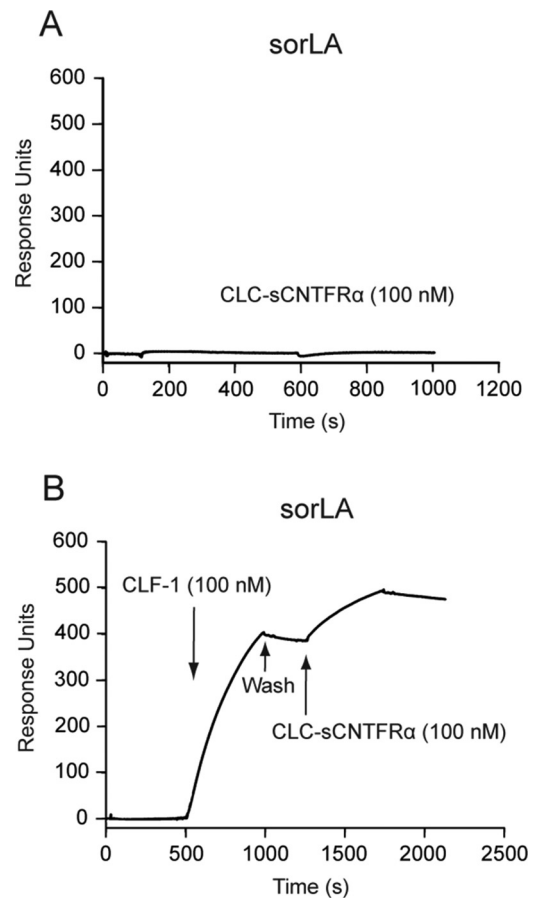 A
sorLA
600
500
400
300
200
100
0
Response Units
CLC-sCNTFRα (100 nM)
0 200 400 600 800 1000 1200
Time (s)
B
sorLA
600
500
400
300
200
100
0
Response Units
CLF-1 (100 nM)
Wash
CLC-sCNTFRα (100 nM)
0 500 1000 1500 2000 2500
Time (s)